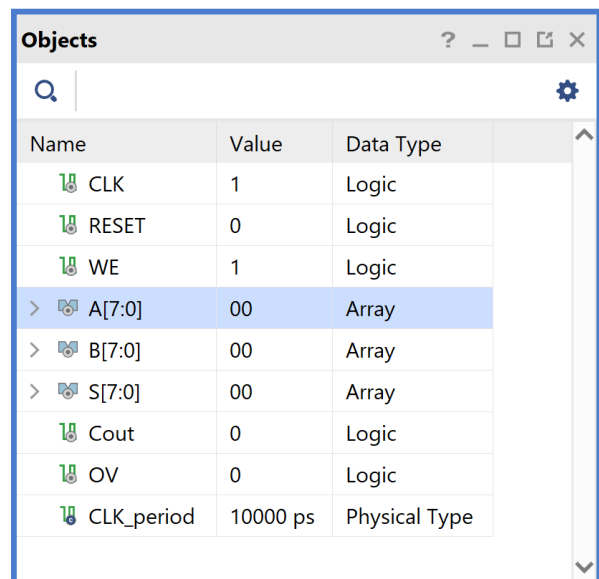 Objects
Name Value Data Type
CLK 1 Logic
RESET 0 Logic
WE 1 Logic
A[7:0] 00 Array
B[7:0] 00 Array
S[7:0] 00 Array
Cout 0 Logic
OV 0 Logic
CLK_period 10000 ps Physical Type